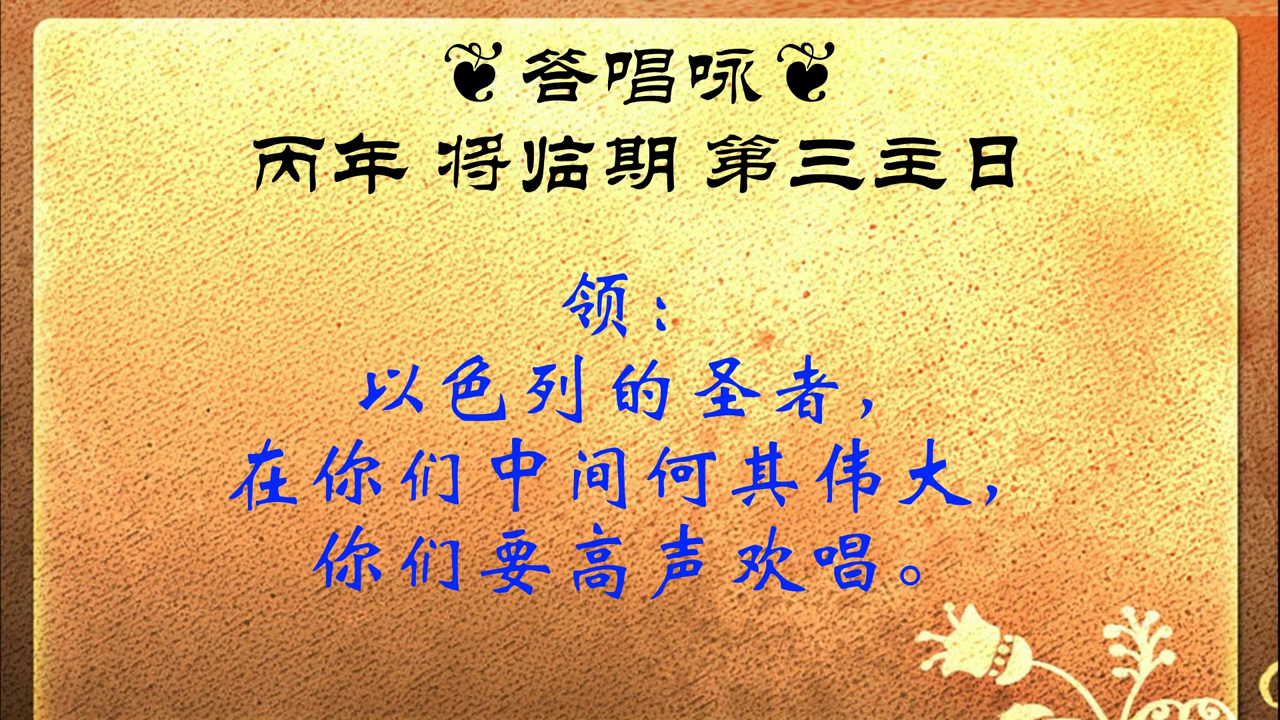 ❦答唱咏❦
丙年 将临期 第三主日
领：
以色列的圣者，
在你们中间何其伟大，
你们要高声欢唱。